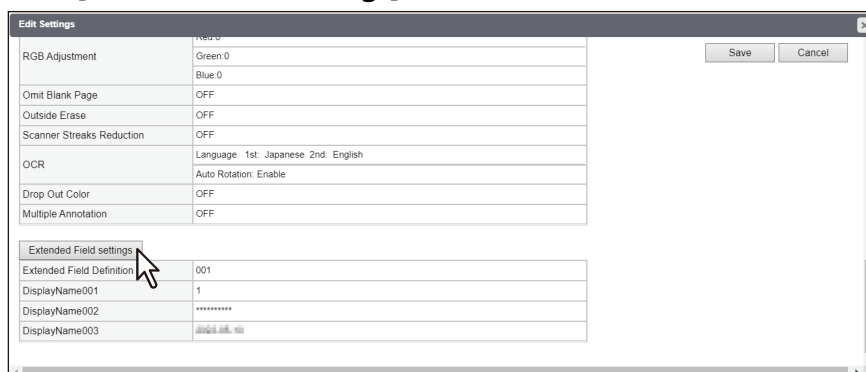 Edit Settings
Save Cancel
RGB Adjustment
Red:0
Green:0
Blue:0
Omit Blank Page OFF
Outside Erase OFF
Scanner Streaks Reduction OFF
OCR
Language 1st: Japanese 2nd: English
Auto Rotation: Enable
Drop Out Color OFF
Multiple Annotation OFF
Extended Field settings
Extended Field Definition 001
DisplayName001 1
DisplayName002 **********
DisplayName003